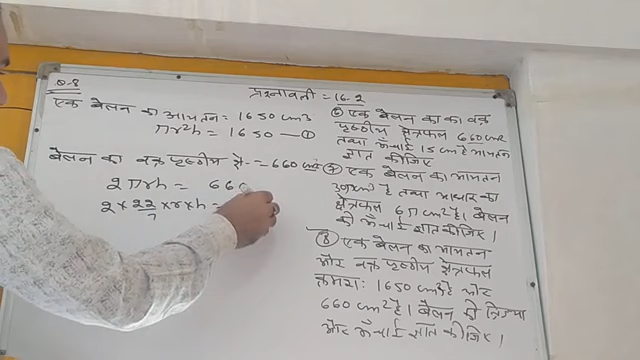 प्रश्नावली = 16.2
Q-8
एक बेलन का आयतन = 1650 cm³
πr²h = 1650 — ①
बेलन का वक्र पृष्ठीय क्षे॰ = 660 cm²
2πrh = 660
2 × 22/7 × r × h =
⑥ एक बेलन का का वक्र
पृष्ठीय क्षेत्रफल 660 cm²
तथा ऊँचाई 15 cm है आयतन
ज्ञात कीजिए
⑦ एक बेलन का आयतन
cm³ है तथा आधार का
क्षेत्रफल 6π cm² है। बेलन
की ऊँचाई ज्ञात कीजिए।
⑧ एक बेलन का आयतन
और वक्र पृष्ठीय क्षेत्रफल
क्रमशः 1650 cm³ है और
660 cm² है। बेलन की त्रिज्या
और ऊँचाई ज्ञात कीजिए।